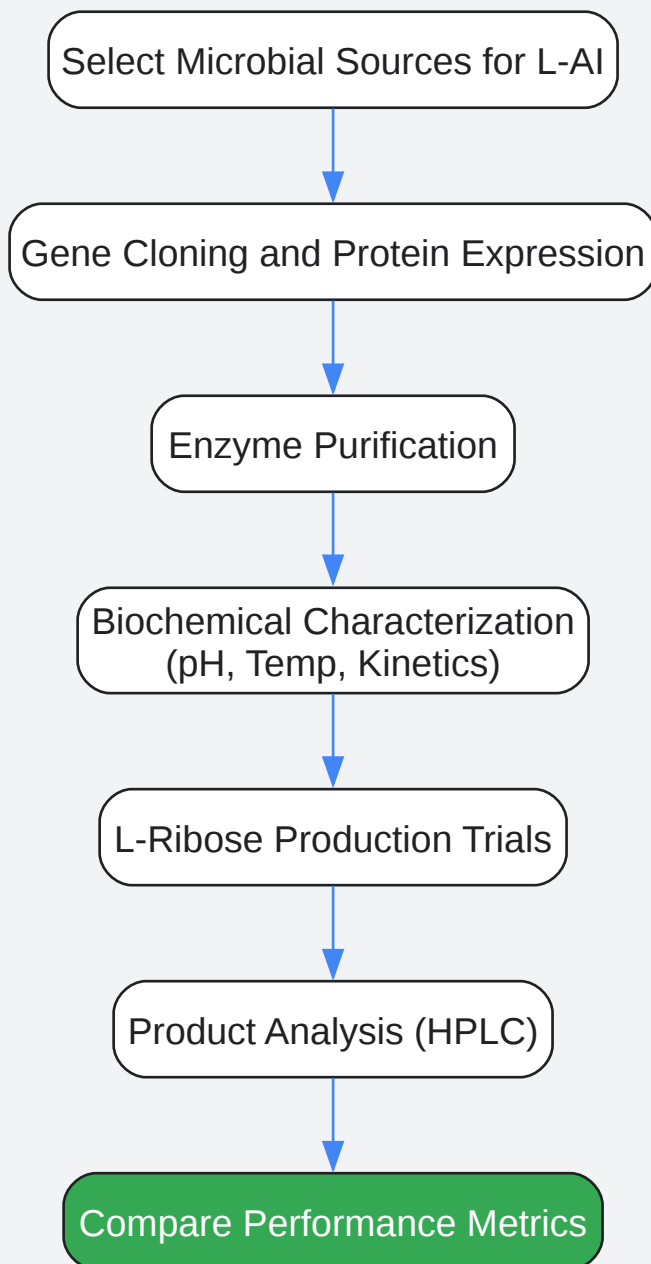 Select Microbial Sources for L-AI
Gene Cloning and Protein Expression
Enzyme Purification
Biochemical Characterization
(pH, Temp, Kinetics)
L-Ribose Production Trials
Product Analysis (HPLC)
Compare Performance Metrics